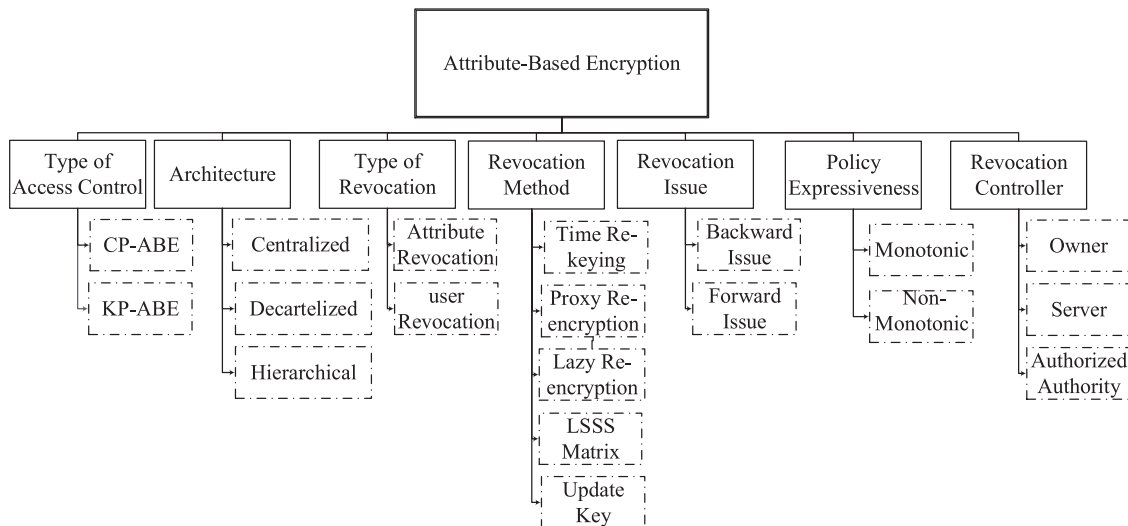 Attribute-Based Encryption
Type of
Access Control
Architecture
Type of
Revocation
Revocation
Method
Revocation
Issue
Policy
Expressiveness
Revocation
Controller
CP-ABE
KP-ABE
Centralized
Decartelized
Hierarchical
Attribute
Revocation
user
Revocation
Time Re-
keying
Proxy Re-
encryption
Lazy Re-
encryption
LSSS
Matrix
Update
Key
Backward
Issue
Forward
Issue
Monotonic
Non-
Monotonic
Owner
Server
Authorized
Authority